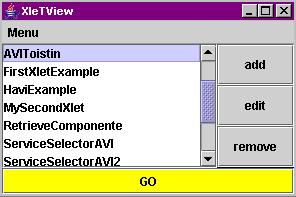 XleTView
Menu
AVIToistin
FirstXletExample
HaviExample
MySecondXlet
RetrieveComponente
ServiceSelectorAVI
ServiceSelectorAVI2
add
edit
remove
GO